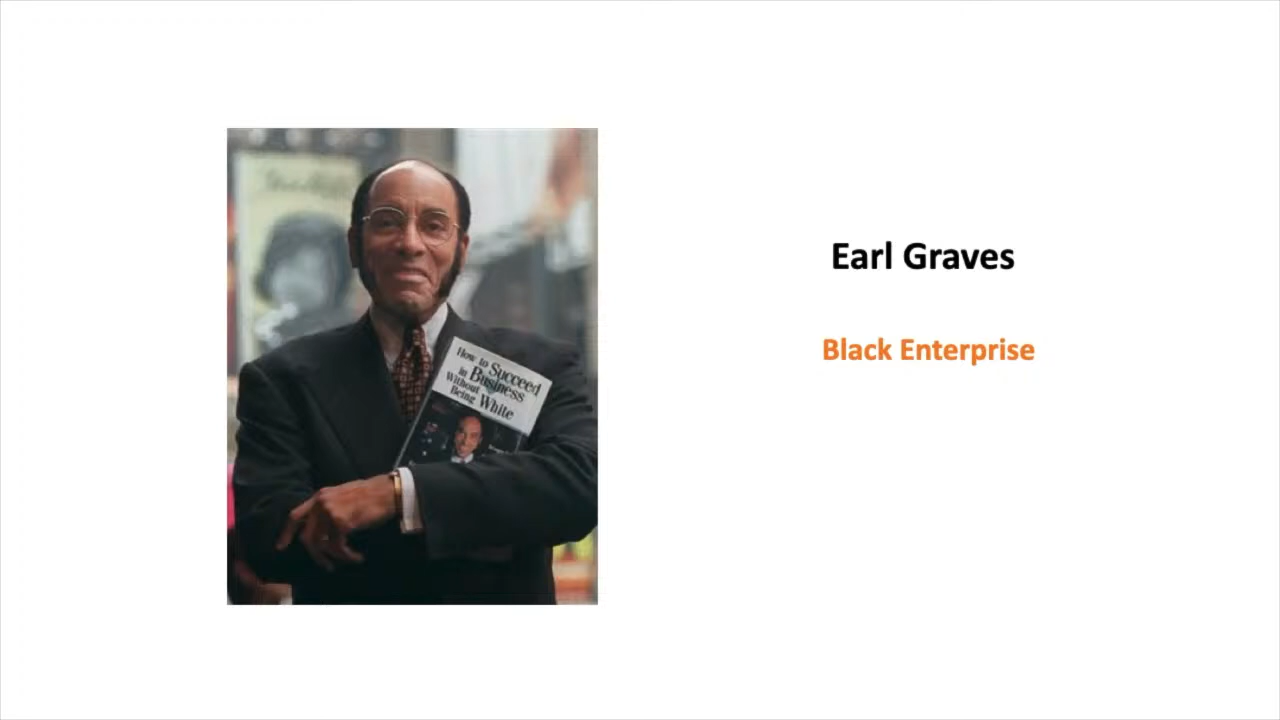 Earl Graves
Black Enterprise
How to Succeed
in Business
Without
Being White